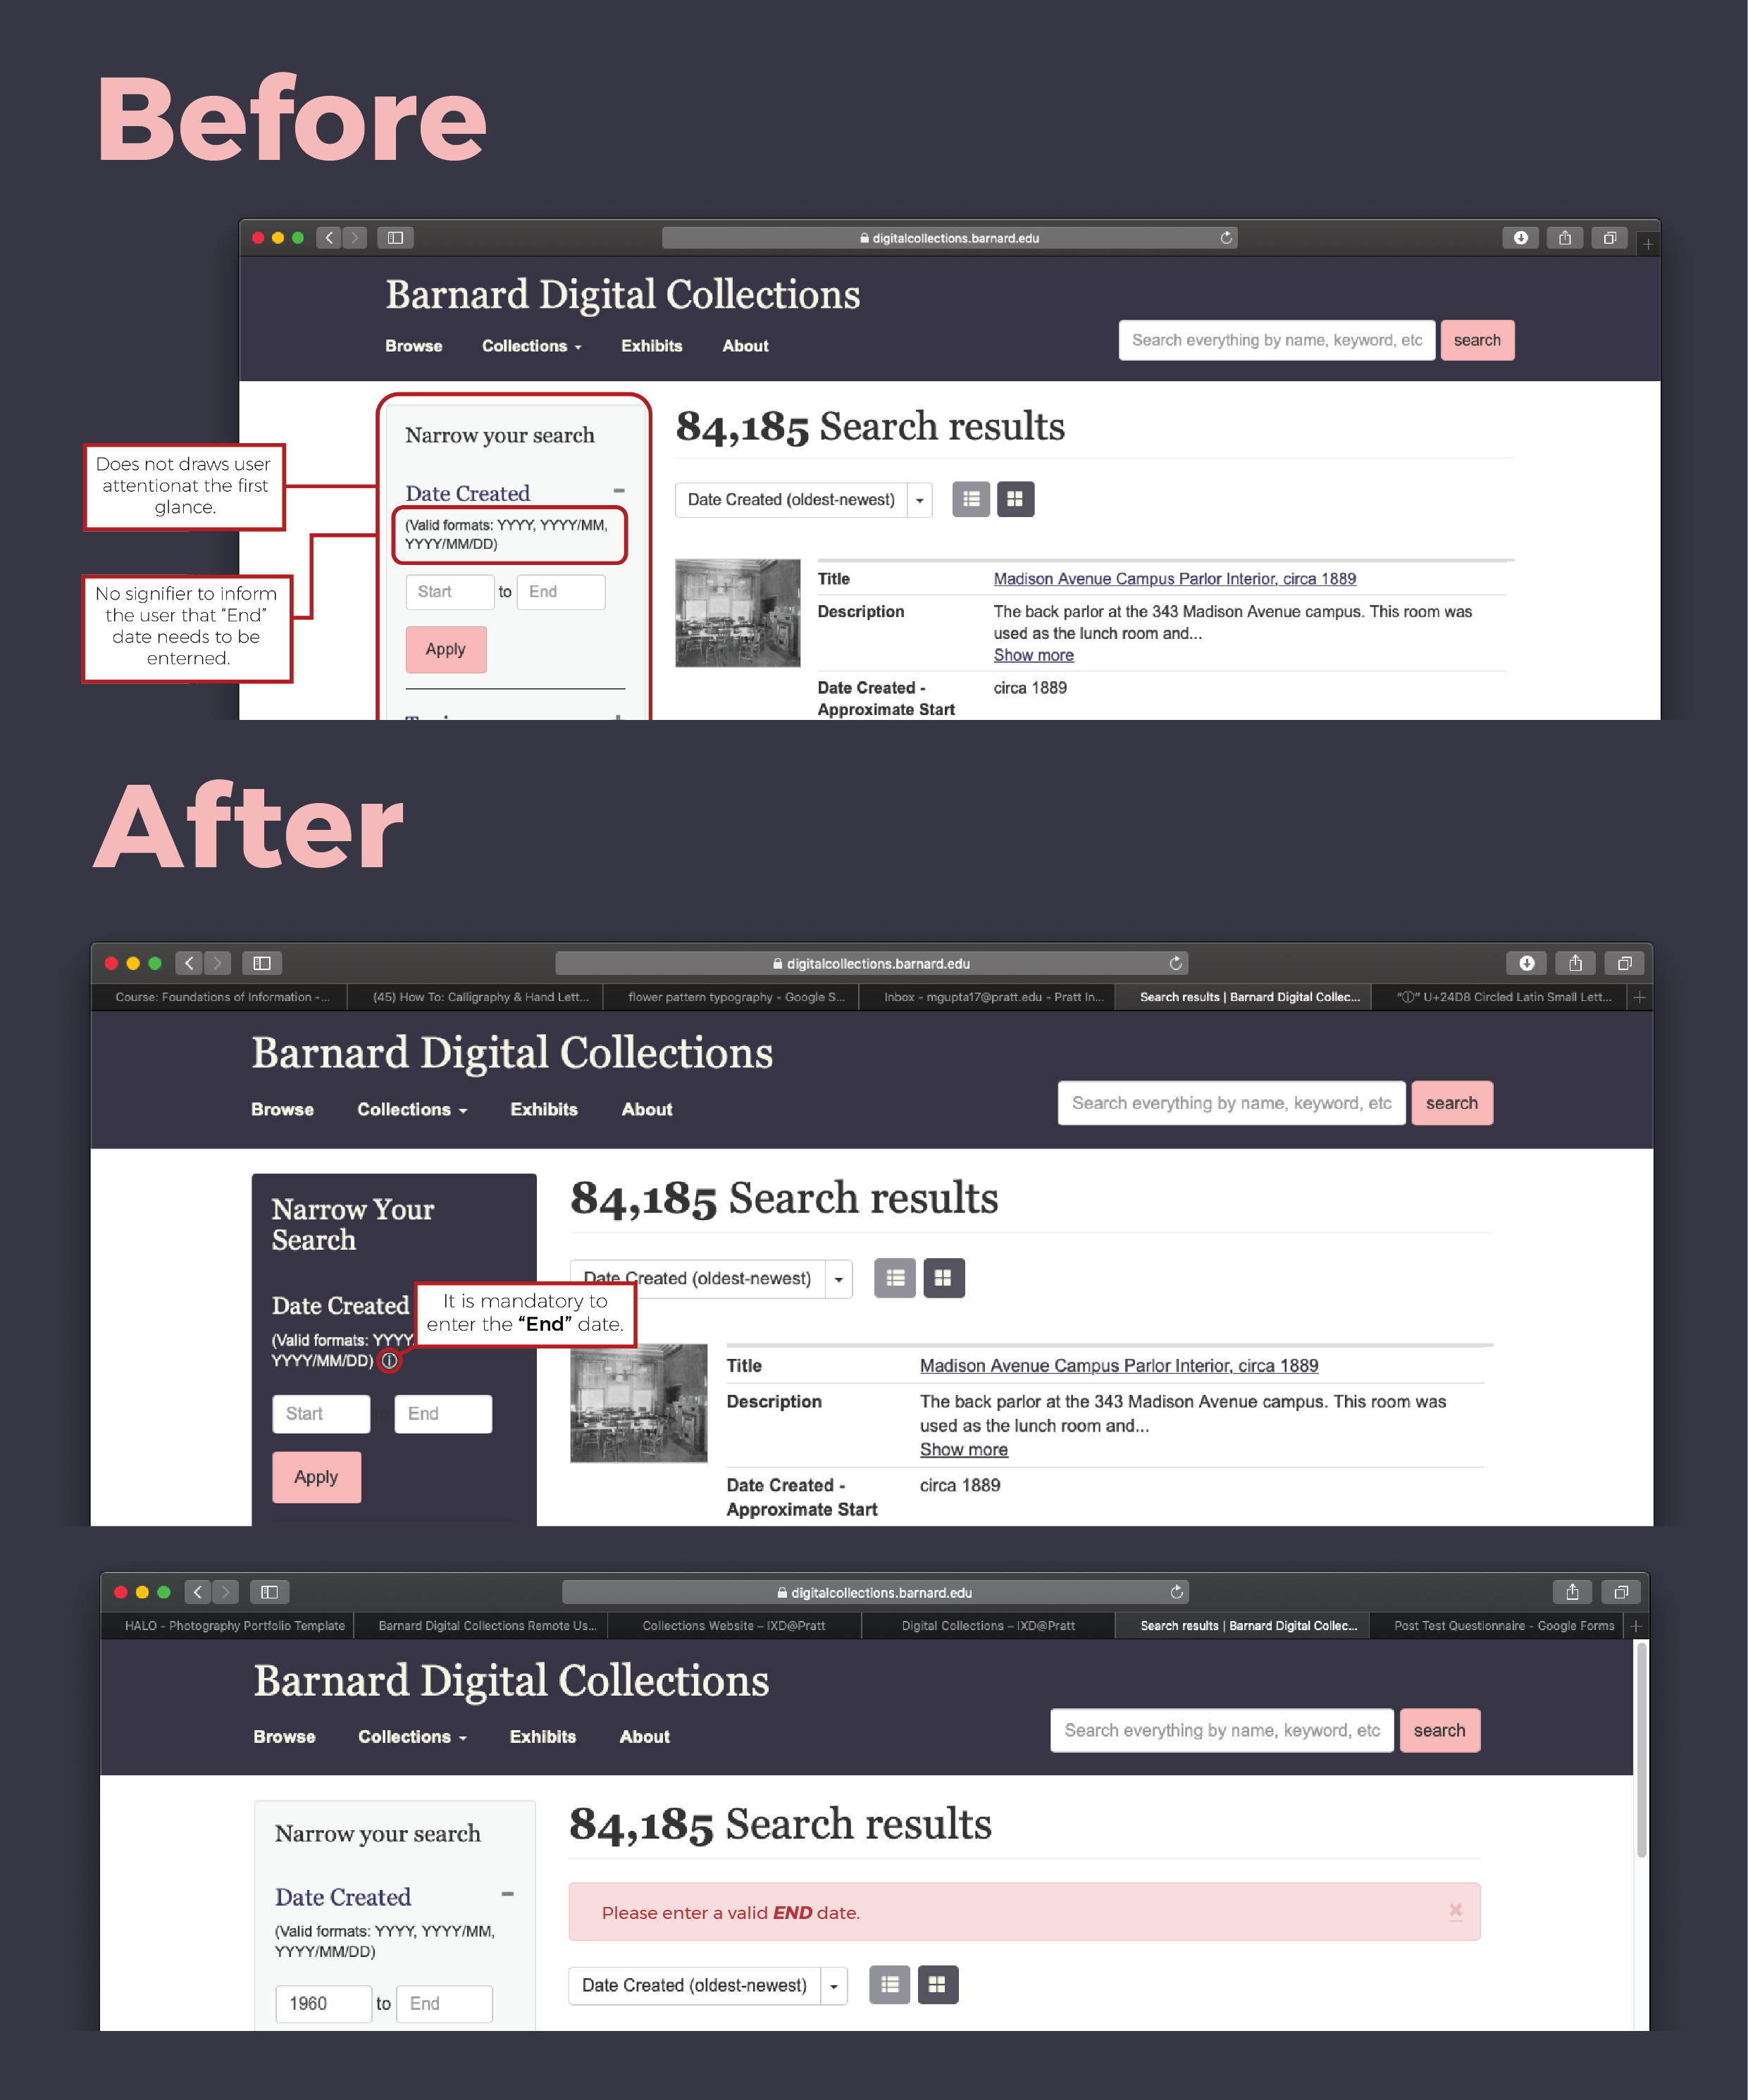 Before
digitalcollections.barnard.edu
Barnard Digital Collections
Browse Collections Exhibits About
Search everything by name, keyword, etc search
Does not draws user
attentionat the first
glance.
No signifier to inform
the user that “End”
date needs to be
enterned.
Narrow your search
Date Created
(Valid formats: YYYY, YYYY/MM,
YYYY/MM/DD)
Start to End
Apply
84,185 Search results
Date Created (oldest-newest)
Title Madison Avenue Campus Parlor Interior, circa 1889
Description The back parlor at the 343 Madison Avenue campus. This room was
used as the lunch room and...
Show more
Date Created - circa 1889
Approximate Start
After
digitalcollections.barnard.edu
Course: Foundations of Information -... (45) How To: Calligraphy & Hand Lett... flower pattern typography - Google S... Inbox - mgupta17@pratt.edu - Pratt In... Search results | Barnard Digital Collec... “ⓘ” U+24D8 Circled Latin Small Lett...
Barnard Digital Collections
Browse Collections Exhibits About
Search everything by name, keyword, etc search
Narrow Your
Search
Date Created
(Valid formats: YYYY,
YYYY/MM/DD) ⓘ
It is mandatory to
enter the “End” date.
Start End
Apply
84,185 Search results
Date Created (oldest-newest)
Title Madison Avenue Campus Parlor Interior, circa 1889
Description The back parlor at the 343 Madison Avenue campus. This room was
used as the lunch room and...
Show more
Date Created - circa 1889
Approximate Start
digitalcollections.barnard.edu
HALO - Photography Portfolio Template Barnard Digital Collections Remote Us... Collections Website – IXD@Pratt Digital Collections – IXD@Pratt Search results | Barnard Digital Collec... Post Test Questionnaire - Google Forms
Barnard Digital Collections
Browse Collections Exhibits About
Search everything by name, keyword, etc search
Narrow your search
Date Created
(Valid formats: YYYY, YYYY/MM,
YYYY/MM/DD)
1960 to End
84,185 Search results
Please enter a valid END date.
Date Created (oldest-newest)